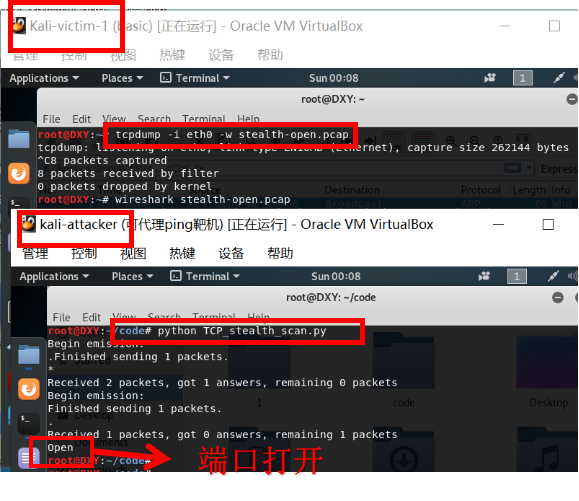 Kali-victim-1 (basic) [正在运行] - Oracle VM VirtualBox
管理 控制 视图 热键 设备 帮助
Applications Places Terminal Sun 00:08 1
root@DXY: ~
File Edit View Search Terminal Help
root@DXY:~# tcpdump -i eth0 -w stealth-open.pcap
tcpdump: listening on eth0, link-type EN10MB (Ethernet), capture size 262144 bytes
^C8 packets captured
8 packets received by filter
0 packets dropped by kernel
root@DXY:~# wireshark stealth-open.pcap
Express
Source Destination Protocol Length Info
Broadcast ARP
kali-attacker (可代理ping靶机) [正在运行] - Oracle VM VirtualBox
管理 控制 视图 热键 设备 帮助
Applications Places Terminal Sun 00:08 1
root@DXY: ~/code
File Edit View Search Terminal Help
root@DXY:~/code# python TCP_stealth_scan.py
Begin emission:
.Finished sending 1 packets.
*
Received 2 packets, got 1 answers, remaining 0 packets
Begin emission:
Finished sending 1 packets.
.
Received 1 packets, got 0 answers, remaining 1 packets
Open
root@DXY:~/code#
1 code Desktop
Desktop
Documents
端口打开